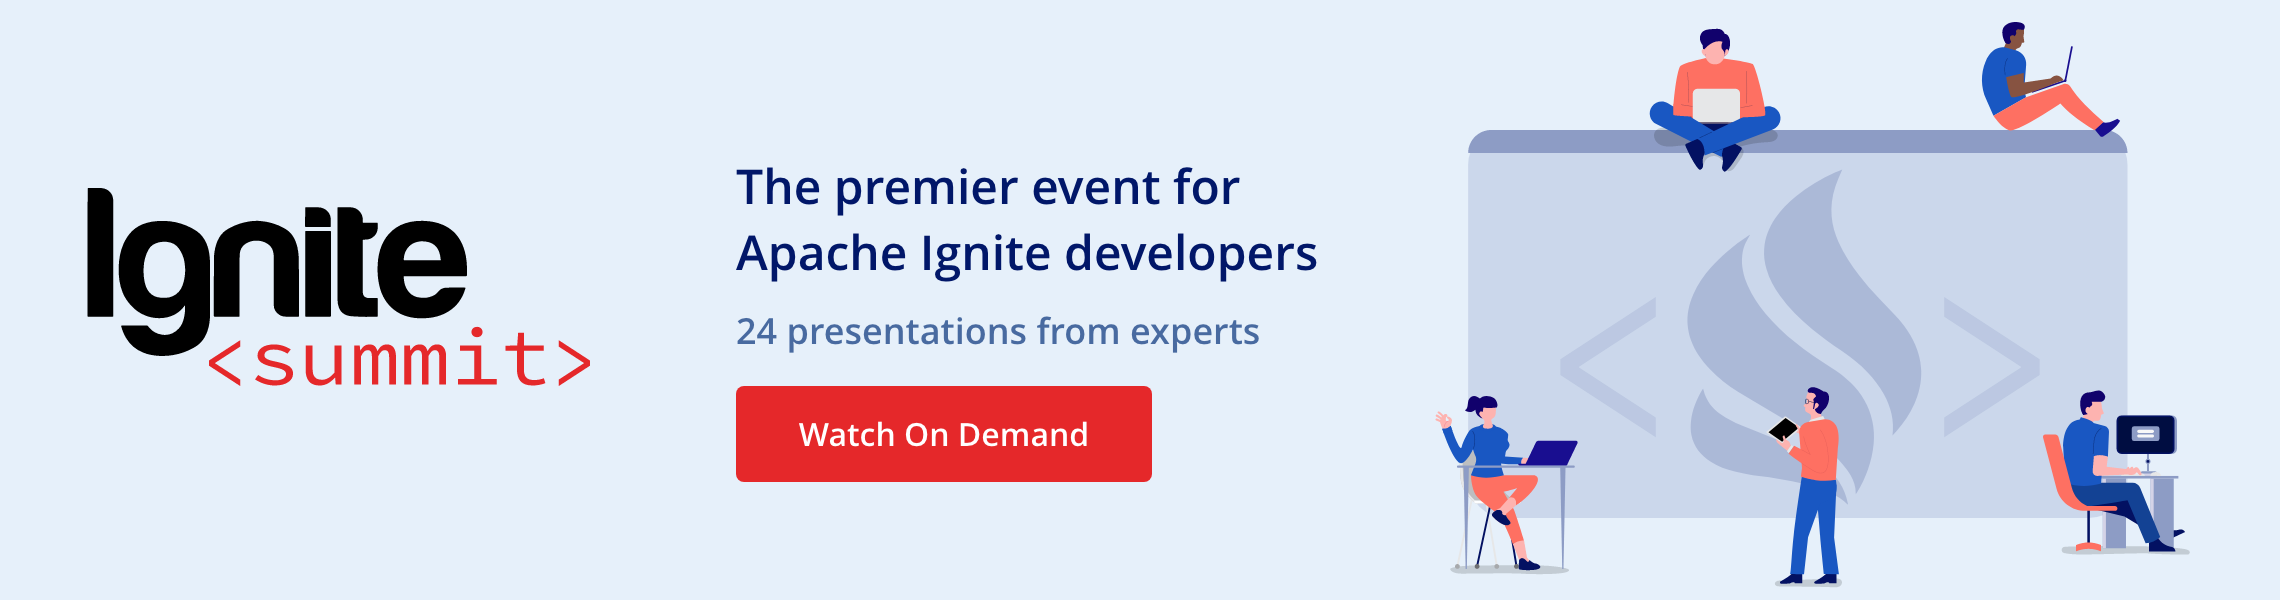 Ignite
<summit>
The premier event for
Apache Ignite developers
24 presentations from experts
Watch On Demand